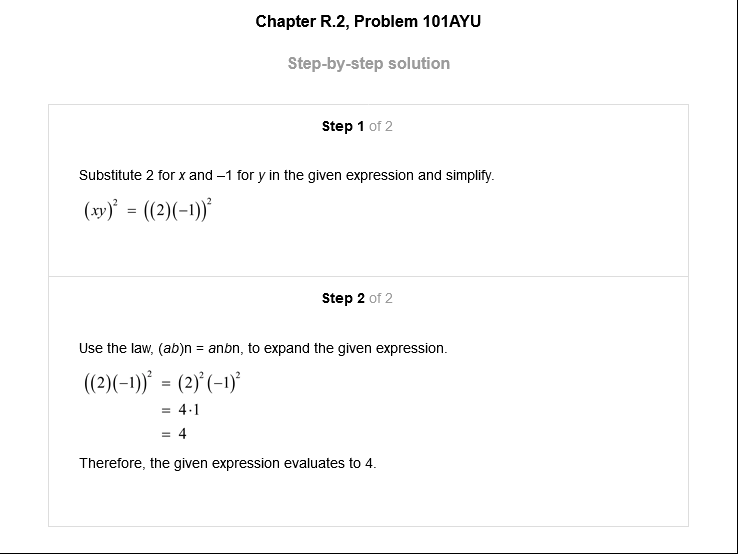 Chapter R.2, Problem 101AYU
Step-by-step solution
Step 1 of 2
Substitute 2 for x and –1 for y in the given expression and simplify.
(xy)² = ((2)(−1))²
Step 2 of 2
Use the law, (ab)n = anbn, to expand the given expression.
((2)(−1))² = (2)²(−1)²
= 4·1
= 4
Therefore, the given expression evaluates to 4.